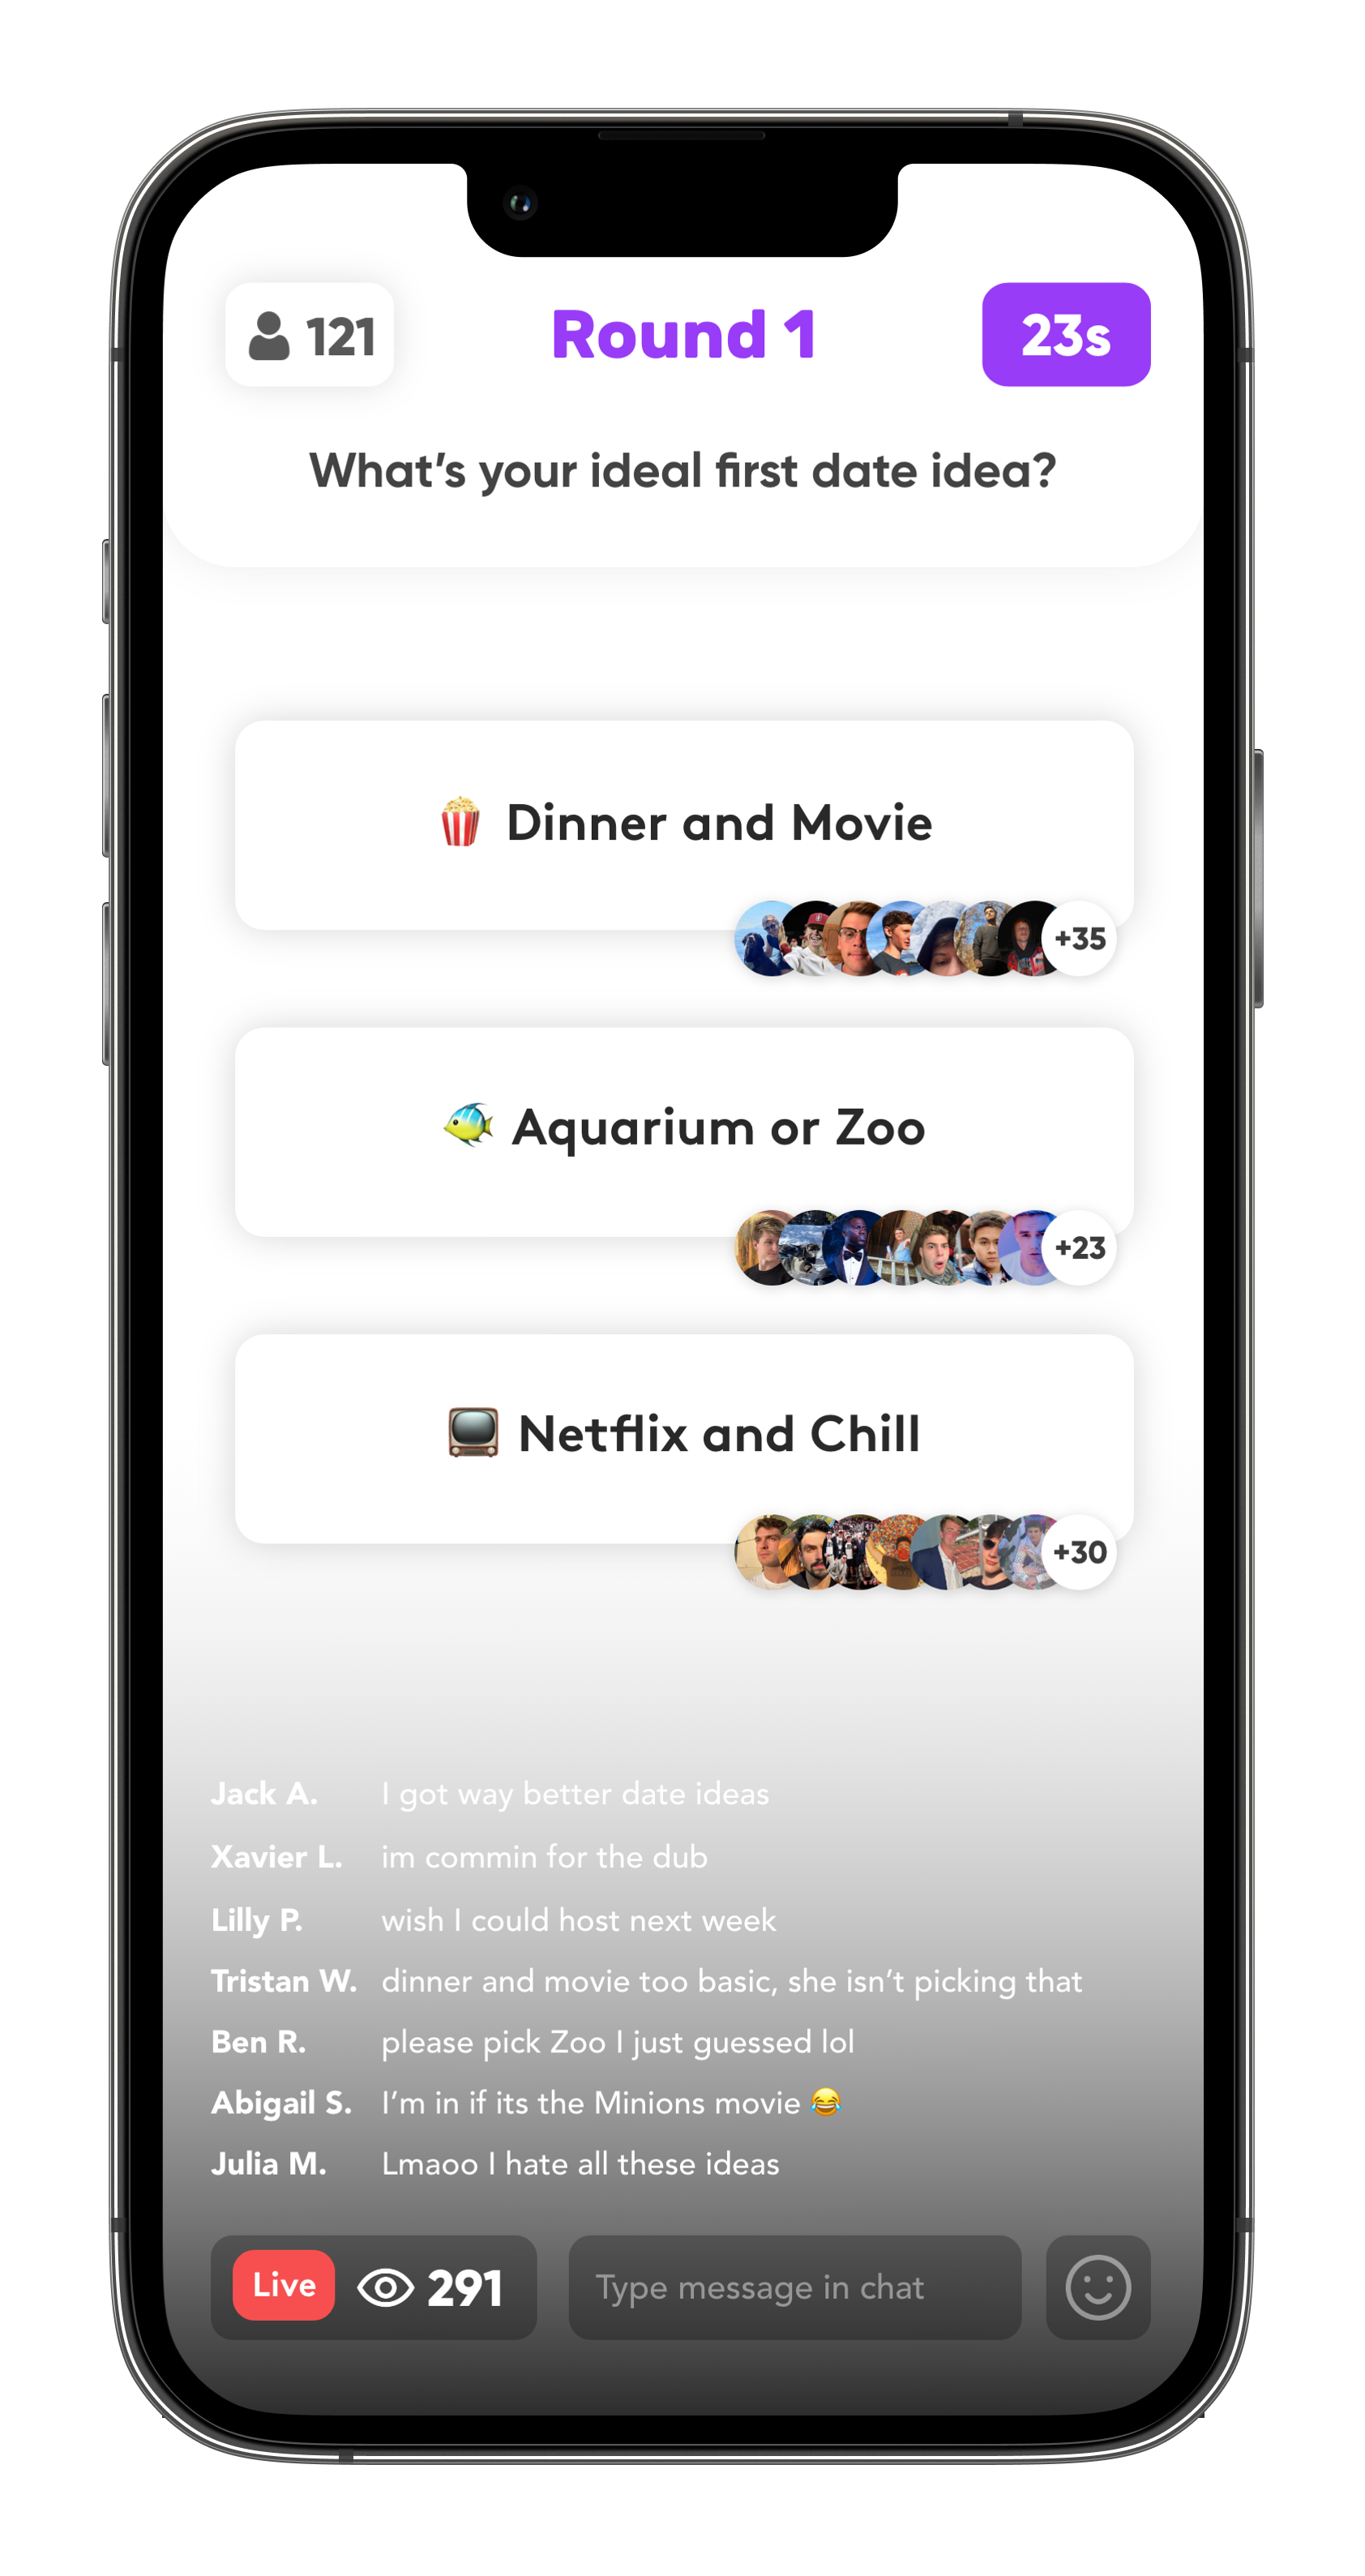 121
Round 1
23s
What's your ideal first date idea?
🍿 Dinner and Movie
+35
🐠 Aquarium or Zoo
+23
📺 Netflix and Chill
+30
Jack A. I got way better date ideas
Xavier L. im commin for the dub
Lilly P. wish I could host next week
Tristan W. dinner and movie too basic, she isn't picking that
Ben R. please pick Zoo I just guessed lol
Abigail S. I'm in if its the Minions movie 😂
Julia M. Lmaoo I hate all these ideas
Live 291 Type message in chat